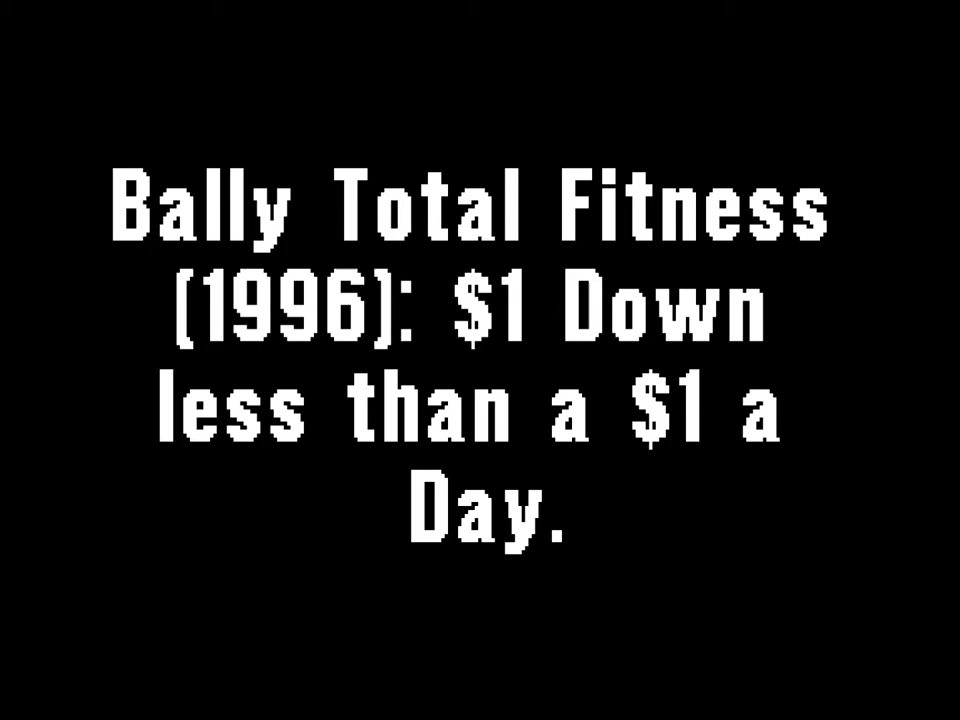 Bally Total Fitness
(1996): $1 Down
less than a $1 a
Day.